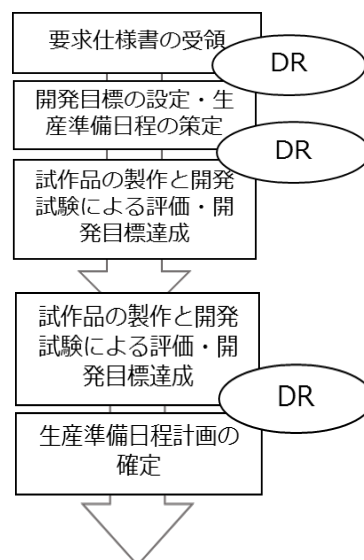 要求仕様書の受領
DR
開発目標の設定・生
産準備日程の策定
DR
試作品の製作と開発
試験による評価・開
発目標達成
試作品の製作と開発
試験による評価・開
発目標達成
DR
生産準備日程計画の
確定